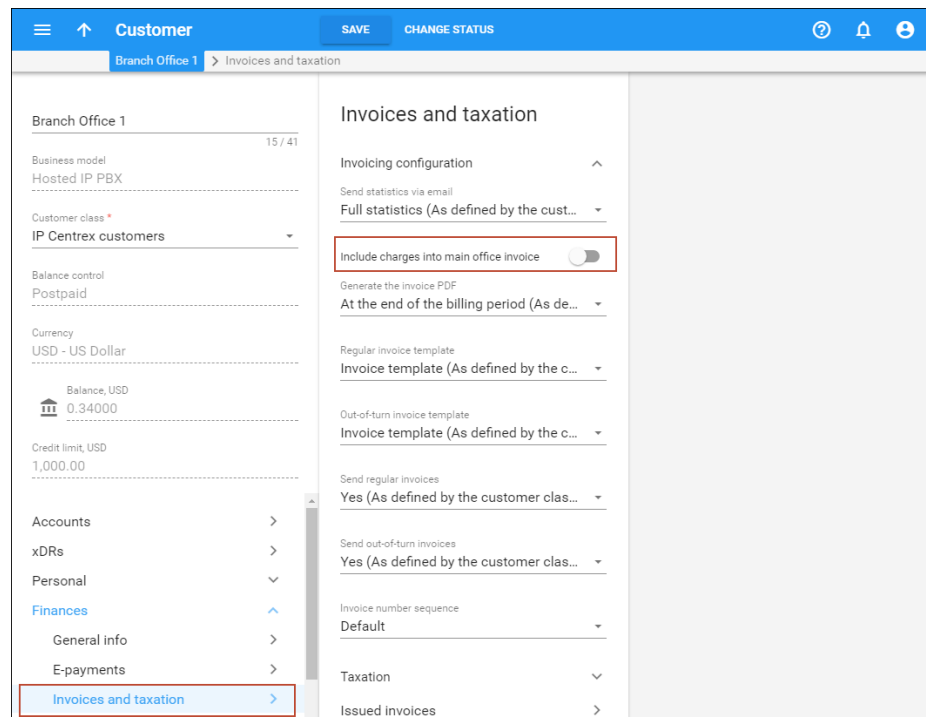 Customer
SAVE
CHANGE STATUS
Branch Office 1 > Invoices and taxation
Branch Office 1
15 / 41
Business model
Hosted IP PBX
Customer class *
IP Centrex customers
Balance control
Postpaid
Currency
USD - US Dollar
Balance, USD
0.34000
Credit limit, USD
1,000.00
Accounts
xDRs
Personal
Finances
General info
E-payments
Invoices and taxation
Invoices and taxation
Invoicing configuration
Send statistics via email
Full statistics (As defined by the cust...
Include charges into main office invoice
Generate the invoice PDF
At the end of the billing period (As de...
Regular invoice template
Invoice template (As defined by the c...
Out-of-turn invoice template
Invoice template (As defined by the c...
Send regular invoices
Yes (As defined by the customer clas...
Send out-of-turn invoices
Yes (As defined by the customer clas...
Invoice number sequence
Default
Taxation
Issued invoices